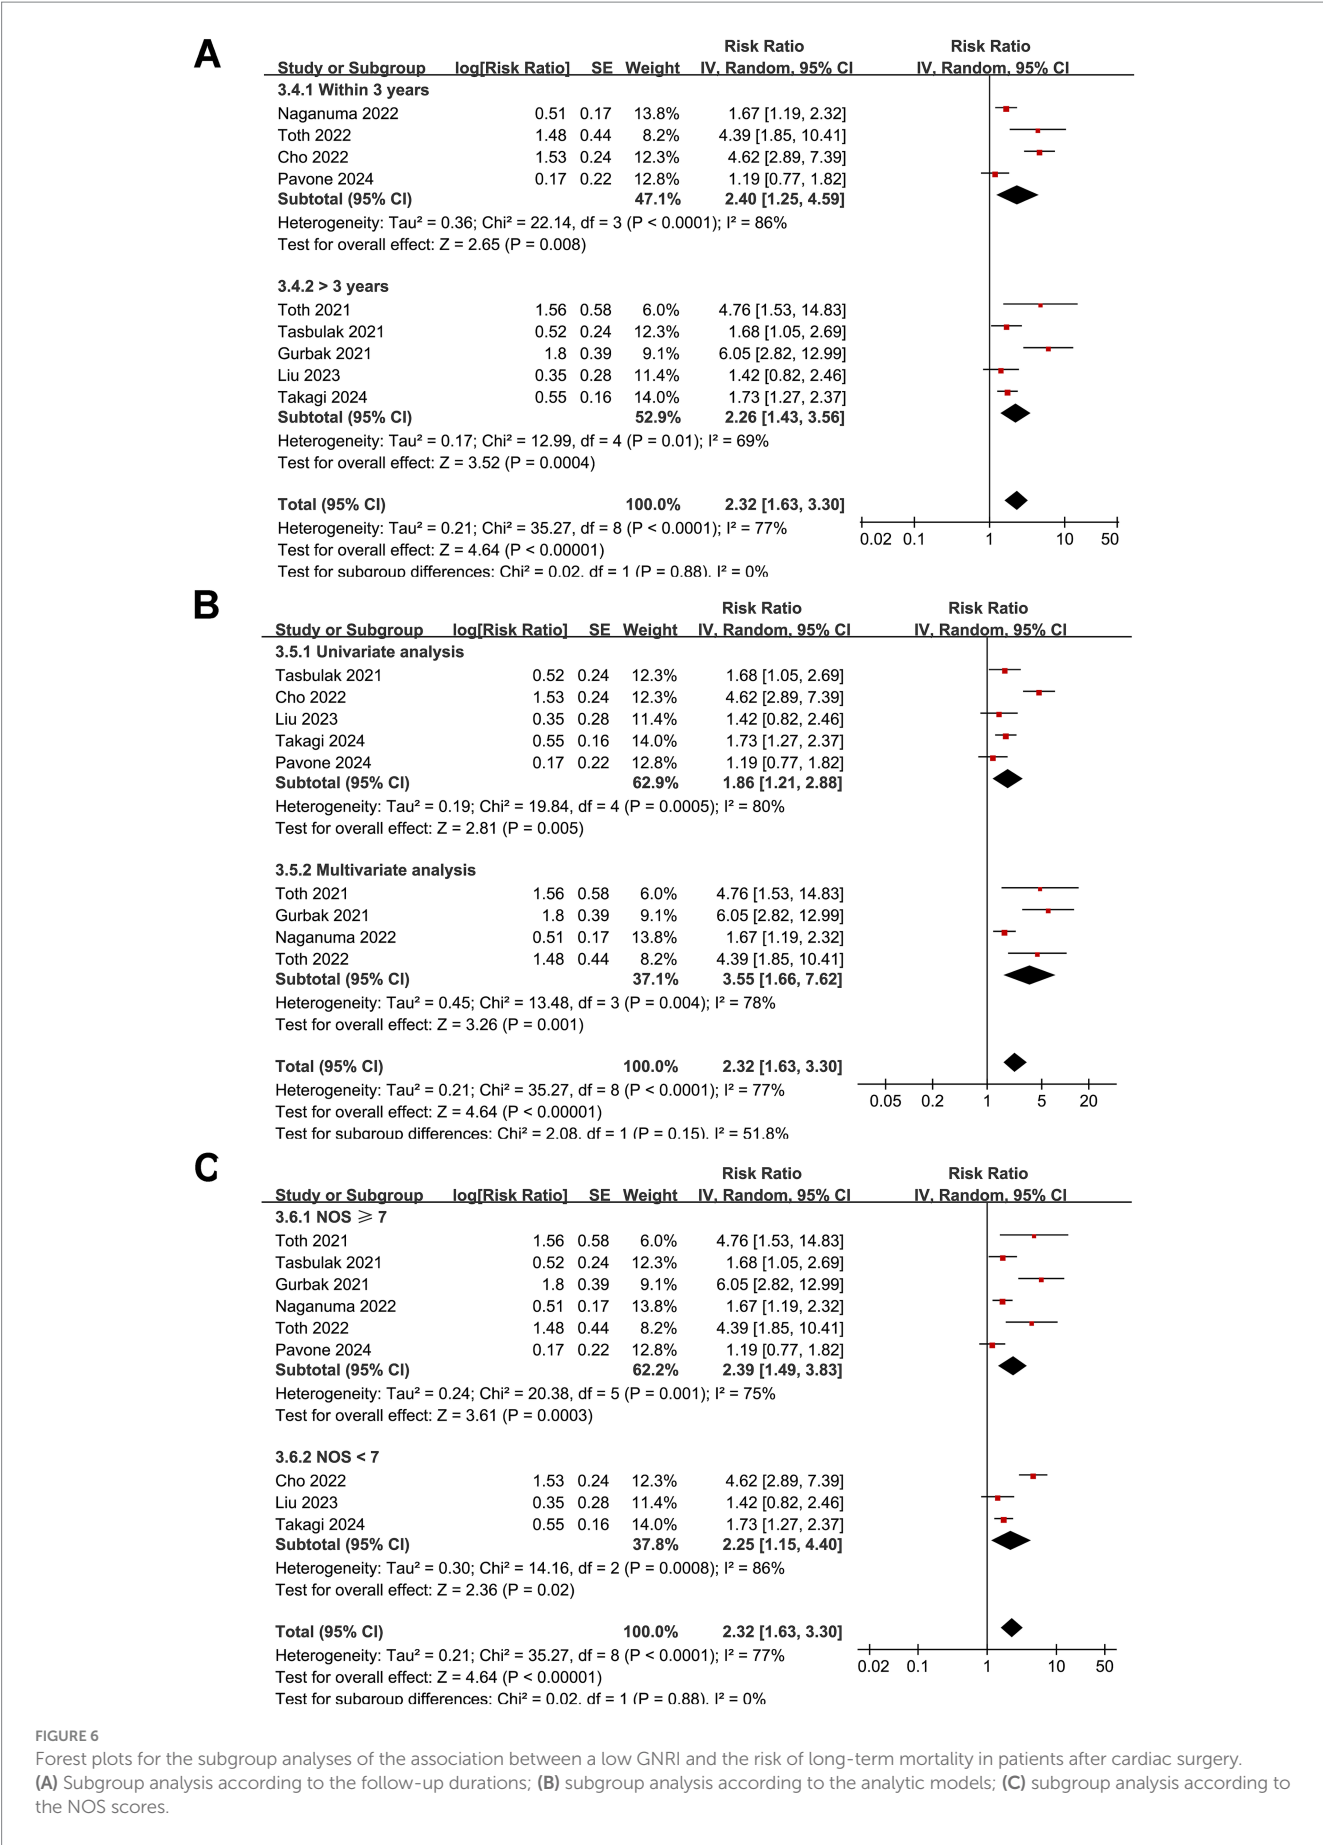 A
Risk Ratio Risk Ratio
Study or Subgroup log[Risk Ratio] SE Weight IV, Random, 95% CI IV, Random, 95% CI
3.4.1 Within 3 years
Naganuma 2022 0.51 0.17 13.8% 1.67 [1.19, 2.32]
Toth 2022 1.48 0.44 8.2% 4.39 [1.85, 10.41]
Cho 2022 1.53 0.24 12.3% 4.62 [2.89, 7.39]
Pavone 2024 0.17 0.22 12.8% 1.19 [0.77, 1.82]
Subtotal (95% CI) 47.1% 2.40 [1.25, 4.59]
Heterogeneity: Tau² = 0.36; Chi² = 22.14, df = 3 (P < 0.0001); I² = 86%
Test for overall effect: Z = 2.65 (P = 0.008)
3.4.2 > 3 years
Toth 2021 1.56 0.58 6.0% 4.76 [1.53, 14.83]
Tasbulak 2021 0.52 0.24 12.3% 1.68 [1.05, 2.69]
Gurbak 2021 1.8 0.39 9.1% 6.05 [2.82, 12.99]
Liu 2023 0.35 0.28 11.4% 1.42 [0.82, 2.46]
Takagi 2024 0.55 0.16 14.0% 1.73 [1.27, 2.37]
Subtotal (95% CI) 52.9% 2.26 [1.43, 3.56]
Heterogeneity: Tau² = 0.17; Chi² = 12.99, df = 4 (P = 0.01); I² = 69%
Test for overall effect: Z = 3.52 (P = 0.0004)
Total (95% CI) 100.0% 2.32 [1.63, 3.30]
Heterogeneity: Tau² = 0.21; Chi² = 35.27, df = 8 (P < 0.0001); I² = 77%
Test for overall effect: Z = 4.64 (P < 0.00001)
Test for subgroup differences: Chi² = 0.02, df = 1 (P = 0.88), I² = 0%
0.02 0.1 1 10 50
B
Risk Ratio Risk Ratio
Study or Subgroup log[Risk Ratio] SE Weight IV, Random, 95% CI IV, Random, 95% CI
3.5.1 Univariate analysis
Tasbulak 2021 0.52 0.24 12.3% 1.68 [1.05, 2.69]
Cho 2022 1.53 0.24 12.3% 4.62 [2.89, 7.39]
Liu 2023 0.35 0.28 11.4% 1.42 [0.82, 2.46]
Takagi 2024 0.55 0.16 14.0% 1.73 [1.27, 2.37]
Pavone 2024 0.17 0.22 12.8% 1.19 [0.77, 1.82]
Subtotal (95% CI) 62.9% 1.86 [1.21, 2.88]
Heterogeneity: Tau² = 0.19; Chi² = 19.84, df = 4 (P = 0.0005); I² = 80%
Test for overall effect: Z = 2.81 (P = 0.005)
3.5.2 Multivariate analysis
Toth 2021 1.56 0.58 6.0% 4.76 [1.53, 14.83]
Gurbak 2021 1.8 0.39 9.1% 6.05 [2.82, 12.99]
Naganuma 2022 0.51 0.17 13.8% 1.67 [1.19, 2.32]
Toth 2022 1.48 0.44 8.2% 4.39 [1.85, 10.41]
Subtotal (95% CI) 37.1% 3.55 [1.66, 7.62]
Heterogeneity: Tau² = 0.45; Chi² = 13.48, df = 3 (P = 0.004); I² = 78%
Test for overall effect: Z = 3.26 (P = 0.001)
Total (95% CI) 100.0% 2.32 [1.63, 3.30]
Heterogeneity: Tau² = 0.21; Chi² = 35.27, df = 8 (P < 0.0001); I² = 77%
Test for overall effect: Z = 4.64 (P < 0.00001)
Test for subgroup differences: Chi² = 2.08, df = 1 (P = 0.15), I² = 51.8%
0.05 0.2 1 5 20
C
Risk Ratio Risk Ratio
Study or Subgroup log[Risk Ratio] SE Weight IV, Random, 95% CI IV, Random, 95% CI
3.6.1 NOS ⩾ 7
Toth 2021 1.56 0.58 6.0% 4.76 [1.53, 14.83]
Tasbulak 2021 0.52 0.24 12.3% 1.68 [1.05, 2.69]
Gurbak 2021 1.8 0.39 9.1% 6.05 [2.82, 12.99]
Naganuma 2022 0.51 0.17 13.8% 1.67 [1.19, 2.32]
Toth 2022 1.48 0.44 8.2% 4.39 [1.85, 10.41]
Pavone 2024 0.17 0.22 12.8% 1.19 [0.77, 1.82]
Subtotal (95% CI) 62.2% 2.39 [1.49, 3.83]
Heterogeneity: Tau² = 0.24; Chi² = 20.38, df = 5 (P = 0.001); I² = 75%
Test for overall effect: Z = 3.61 (P = 0.0003)
3.6.2 NOS < 7
Cho 2022 1.53 0.24 12.3% 4.62 [2.89, 7.39]
Liu 2023 0.35 0.28 11.4% 1.42 [0.82, 2.46]
Takagi 2024 0.55 0.16 14.0% 1.73 [1.27, 2.37]
Subtotal (95% CI) 37.8% 2.25 [1.15, 4.40]
Heterogeneity: Tau² = 0.30; Chi² = 14.16, df = 2 (P = 0.0008); I² = 86%
Test for overall effect: Z = 2.36 (P = 0.02)
Total (95% CI) 100.0% 2.32 [1.63, 3.30]
Heterogeneity: Tau² = 0.21; Chi² = 35.27, df = 8 (P < 0.0001); I² = 77%
Test for overall effect: Z = 4.64 (P < 0.00001)
Test for subgroup differences: Chi² = 0.02, df = 1 (P = 0.88), I² = 0%
0.02 0.1 1 10 50
FIGURE 6
Forest plots for the subgroup analyses of the association between a low GNRI and the risk of long-term mortality in patients after cardiac surgery.
(A) Subgroup analysis according to the follow-up durations; (B) subgroup analysis according to the analytic models; (C) subgroup analysis according to
the NOS scores.